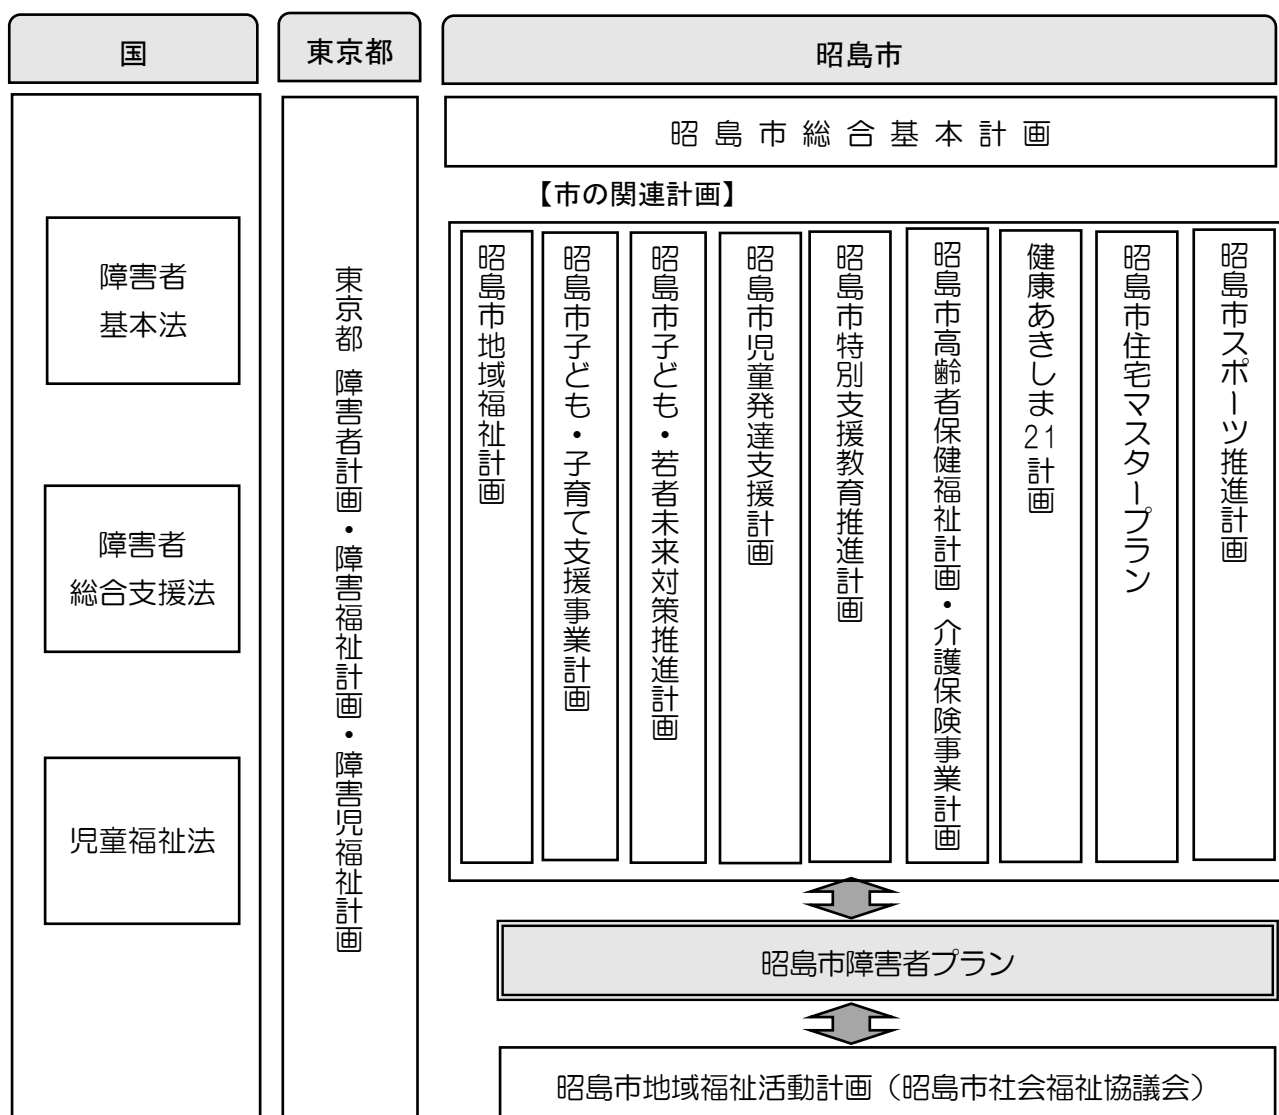 国
東京都
昭島市
昭島市総合基本計画
【市の関連計画】
障害者
基本法
障害者
総合支援法
児童福祉法
東京都 障害者計画・障害福祉計画・障害児福祉計画
昭島市地域福祉計画
昭島市子ども・子育て支援事業計画
昭島市子ども・若者未来対策推進計画
昭島市児童発達支援計画
昭島市特別支援教育推進計画
昭島市高齢者保健福祉計画・介護保険事業計画
健康あきしま21計画
昭島市住宅マスタープラン
昭島市スポーツ推進計画
昭島市障害者プラン
昭島市地域福祉活動計画（昭島市社会福祉協議会）